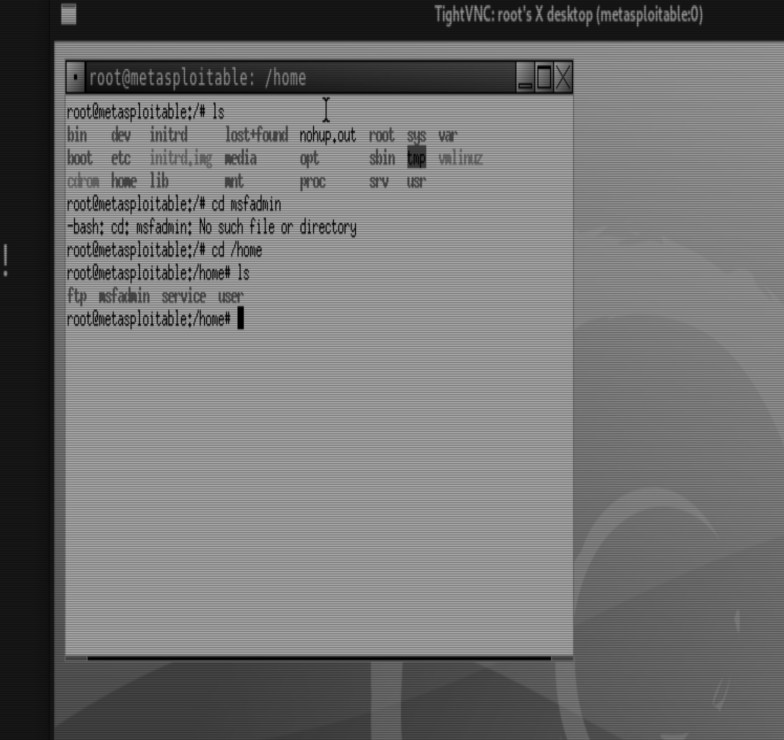 TightVNC: root's X desktop (metasploitable:0)
root@metasploitable: /home
root@metasploitable:/# ls
bin dev initrd lost+found nohup.out root sys var
boot etc initrd.img media opt sbin tmp vmlinuz
cdrom home lib mnt proc srv usr
root@metasploitable:/# cd msfadmin
-bash: cd: msfadmin: No such file or directory
root@metasploitable:/# cd /home
root@metasploitable:/home# ls
ftp msfadmin service user
root@metasploitable:/home#
!